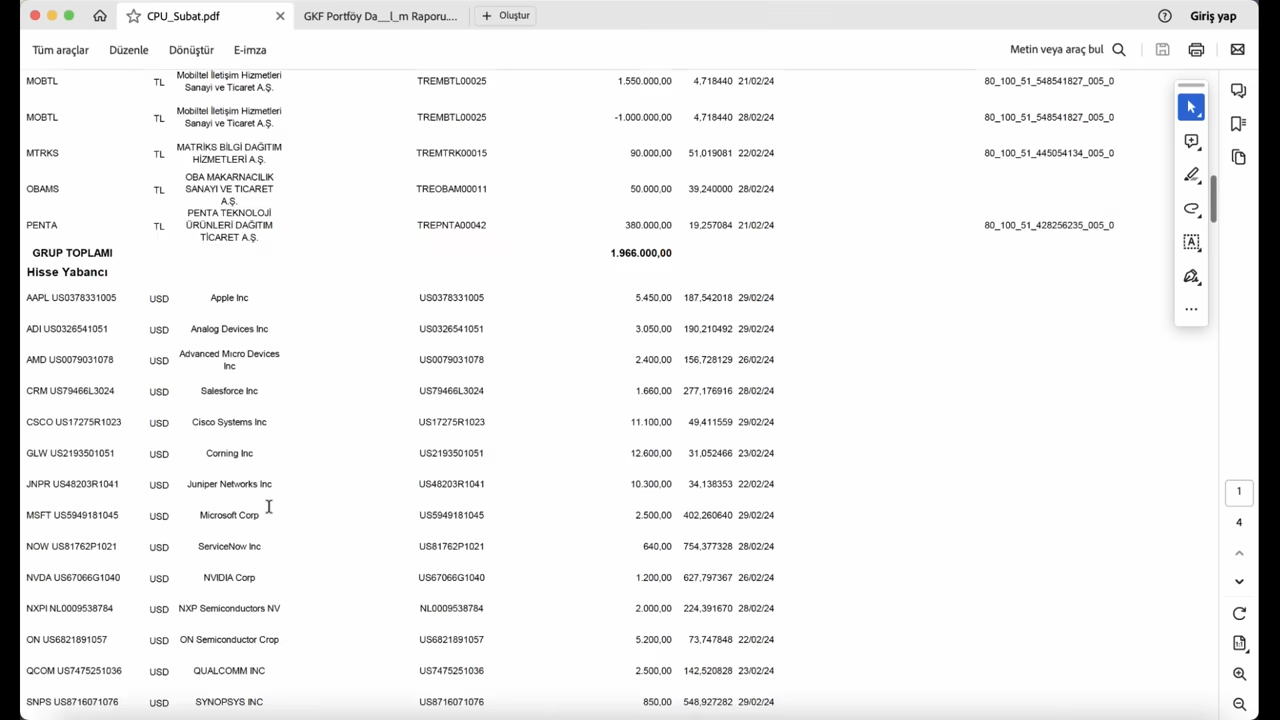 CPU_Subat.pdf
GKF Portföy Da__l_m Raporu....
Oluştur
Giriş yap
Tüm araçlar Düzenle Dönüştür E-imza
Metin veya araç bul
MOBTL TL Mobiltel İletişim Hizmetleri Sanayi ve Ticaret A.Ş. TREMBTL00025 1.550.000,00 4,718440 21/02/24 80_100_51_548541827_005_0
MOBTL TL Mobiltel İletişim Hizmetleri Sanayi ve Ticaret A.Ş. TREMBTL00025 -1.000.000,00 4,718440 28/02/24 80_100_51_548541827_005_0
MTRKS TL MATRİKS BİLGİ DAĞITIM HİZMETLERİ A.Ş. TREMTRK00015 90.000,00 51,019081 22/02/24 80_100_51_445054134_005_0
OBAMS TL OBA MAKARNACILIK SANAYI VE TICARET A.Ş. TREOBAM00011 50.000,00 39,240000 28/02/24
PENTA TL PENTA TEKNOLOJİ ÜRÜNLERİ DAĞITIM TİCARET A.Ş. TREPNTA00042 380.000,00 19,257084 21/02/24 80_100_51_428256235_005_0
GRUP TOPLAMI 1.966.000,00
Hisse Yabancı
AAPL US0378331005 USD Apple Inc US0378331005 5.450,00 187,542018 29/02/24
ADI US0326541051 USD Analog Devices Inc US0326541051 3.050,00 190,210492 29/02/24
AMD US0079031078 USD Advanced Mıcro Devices Inc US0079031078 2.400,00 156,728129 26/02/24
CRM US79466L3024 USD Salesforce Inc US79466L3024 1.660,00 277,176916 28/02/24
CSCO US17275R1023 USD Cisco Systems Inc US17275R1023 11.100,00 49,411559 29/02/24
GLW US2193501051 USD Corning Inc US2193501051 12.600,00 31,052466 23/02/24
JNPR US48203R1041 USD Juniper Networks Inc US48203R1041 10.300,00 34,138353 22/02/24
MSFT US5949181045 USD Microsoft Corp US5949181045 2.500,00 402,260640 29/02/24
NOW US81762P1021 USD ServiceNow Inc US81762P1021 640,00 754,377328 28/02/24
NVDA US67066G1040 USD NVIDIA Corp US67066G1040 1.200,00 627,797367 26/02/24
NXPI NL0009538784 USD NXP Semiconductors NV NL0009538784 2.000,00 224,391670 28/02/24
ON US6821891057 USD ON Semiconductor Crop US6821891057 5.200,00 73,747848 22/02/24
QCOM US7475251036 USD QUALCOMM INC US7475251036 2.500,00 142,520828 23/02/24
SNPS US8716071076 USD SYNOPSYS INC US8716071076 850,00 548,927282 29/02/24
1
4